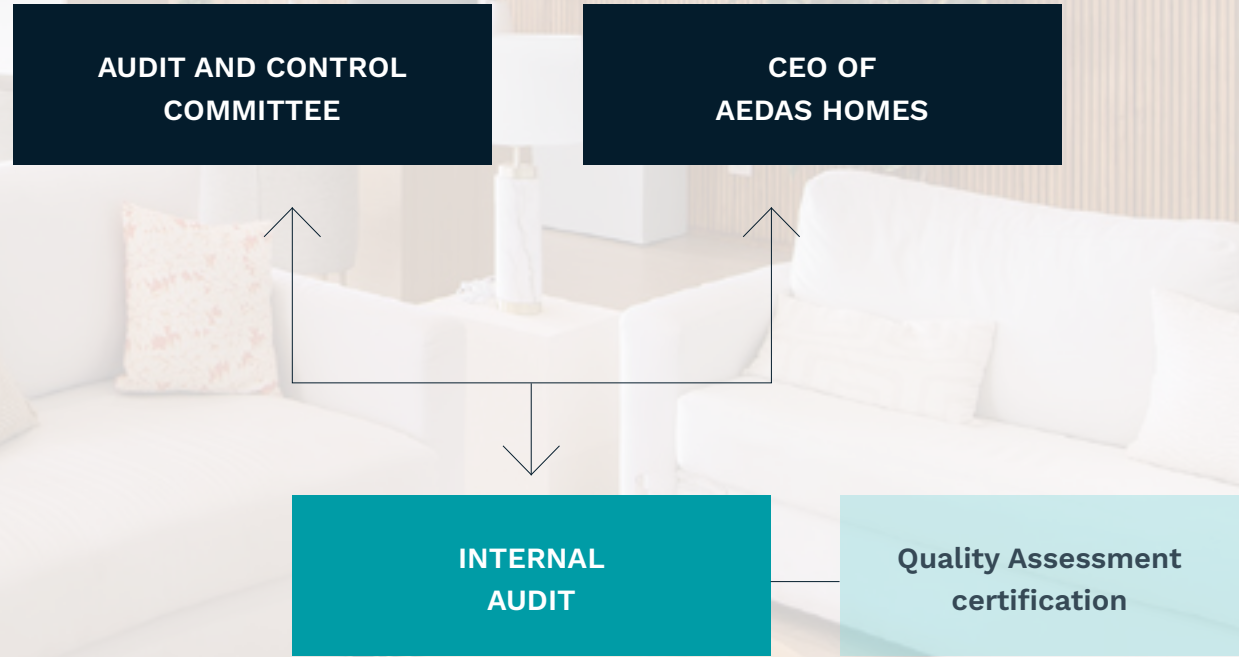 AUDIT AND CONTROL
COMMITTEE
CEO OF
AEDAS HOMES
INTERNAL
AUDIT
Quality Assessment
certification